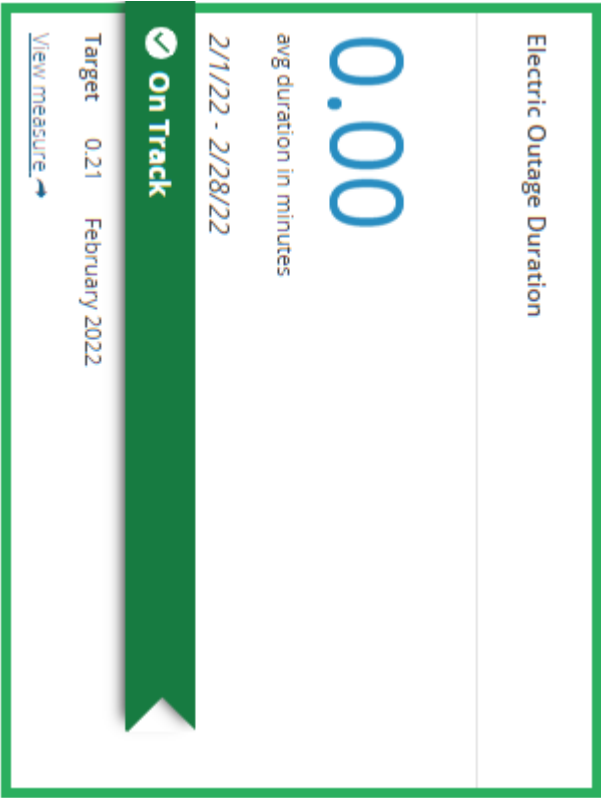 Electric Outage Duration
0.00
avg duration in minutes
2/1/22 - 2/28/22
On Track
Target 0.21 February 2022
View measure